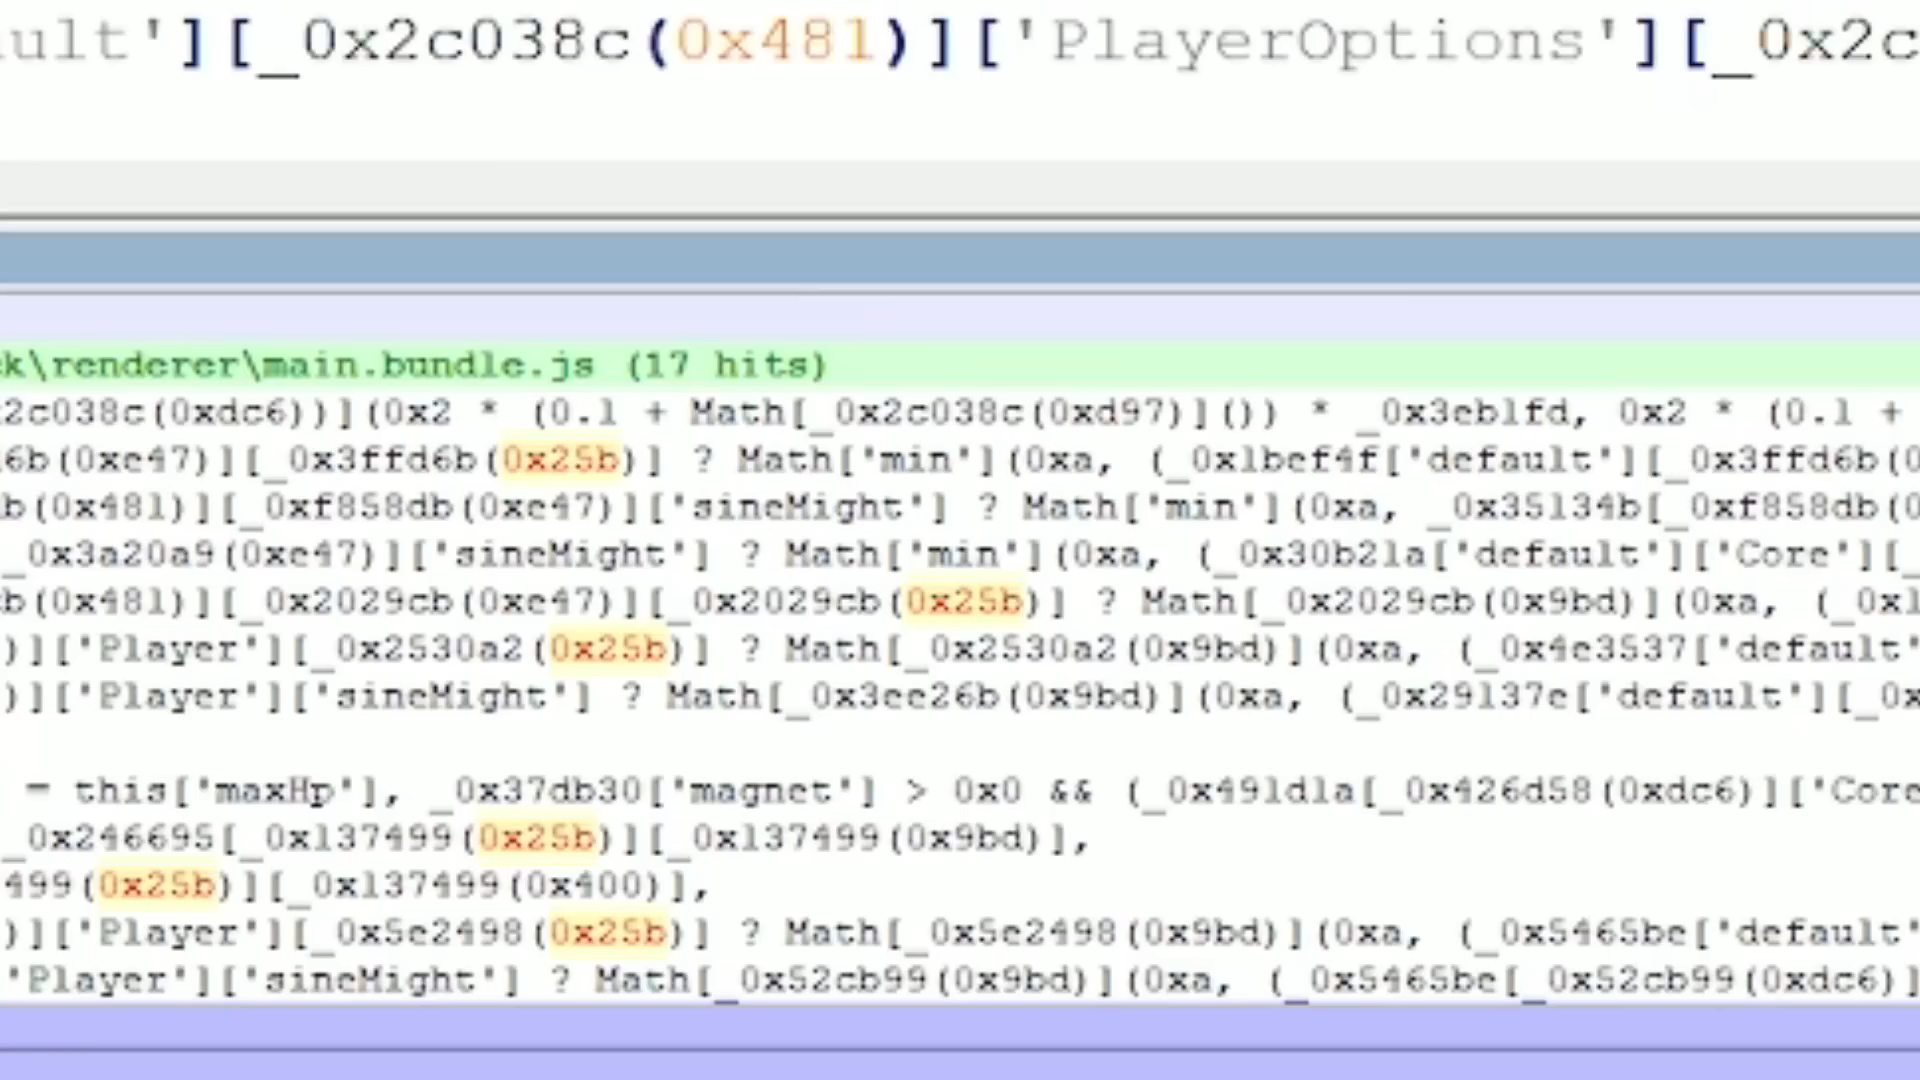 ult'][_0x2c038c(0x481)]['PlayerOptions'][_0x2c
ck\renderer\main.bundle.js (17 hits)
2c038c(0xdc6))](0x2 * (0.1 + Math[_0x2c038c(0xd97)]()) * _0x3eb1fd, 0x2 * (0.1 +
d6b(0xe47)][_0x3ffd6b(0x25b)] ? Math['min'](0xa, (_0x1bef4f['default'][_0x3ffd6b(0
b(0x481)][_0xf858db(0xe47)]['sineMight'] ? Math['min'](0xa, _0x35134b[_0xf858db(0
_0x3a20a9(0xe47)]['sineMight'] ? Math['min'](0xa, (_0x30b21a['default']['Core'][_
b(0x481)][_0x2029cb(0xe47)][_0x2029cb(0x25b)] ? Math[_0x2029cb(0x9bd)](0xa, (_0x1
)]['Player'][_0x2530a2(0x25b)] ? Math[_0x2530a2(0x9bd)](0xa, (_0x4e3537['default'
)]['Player']['sineMight'] ? Math[_0x3ee26b(0x9bd)](0xa, (_0x29137e['default'][_0x
= this['maxHp'], _0x37db30['magnet'] > 0x0 && (_0x491d1a[_0x426d58(0xdc6)]['Core
_0x246695[_0x137499(0x25b)][_0x137499(0x9bd)],
499(0x25b)][_0x137499(0x400)],
)]['Player'][_0x5e2498(0x25b)] ? Math[_0x5e2498(0x9bd)](0xa, (_0x5465be['default'
'Player']['sineMight'] ? Math[_0x52cb99(0x9bd)](0xa, (_0x5465be[_0x52cb99(0xdc6)]